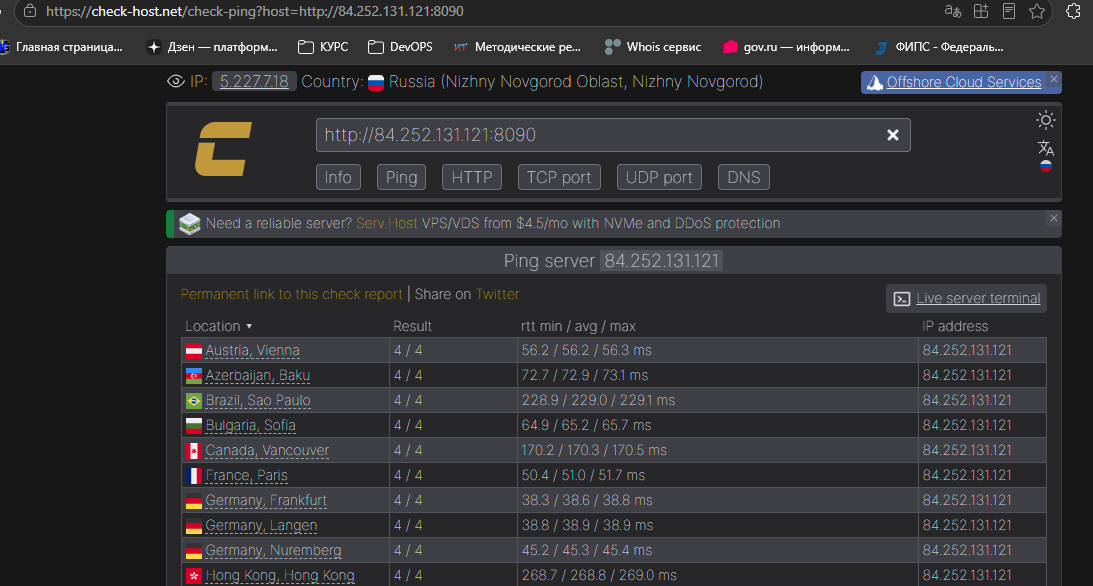 https://check-host.net/check-ping?host=http://84.252.131.121:8090
Главная страница...
Дзен — платформ...
КУРС
DevOPS
ИТ Методические ре...
Whois сервис
gov.ru — информ...
ФИПС - Федераль...
IP: 5.227.7.18 Country: Russia (Nizhny Novgorod Oblast, Nizhny Novgorod)
Offshore Cloud Services
http://84.252.131.121:8090
Info Ping HTTP TCP port UDP port DNS
Need a reliable server? Serv.Host VPS/VDS from $4.5/mo with NVMe and DDoS protection
Ping server 84.252.131.121
Permanent link to this check report | Share on Twitter
Live server terminal
Location Result rtt min / avg / max IP address
Austria, Vienna 4 / 4 56.2 / 56.2 / 56.3 ms 84.252.131.121
Azerbaijan, Baku 4 / 4 72.7 / 72.9 / 73.1 ms 84.252.131.121
Brazil, Sao Paulo 4 / 4 228.9 / 229.0 / 229.1 ms 84.252.131.121
Bulgaria, Sofia 4 / 4 64.9 / 65.2 / 65.7 ms 84.252.131.121
Canada, Vancouver 4 / 4 170.2 / 170.3 / 170.5 ms 84.252.131.121
France, Paris 4 / 4 50.4 / 51.0 / 51.7 ms 84.252.131.121
Germany, Frankfurt 4 / 4 38.3 / 38.6 / 38.8 ms 84.252.131.121
Germany, Langen 4 / 4 38.8 / 38.9 / 38.9 ms 84.252.131.121
Germany, Nuremberg 4 / 4 45.2 / 45.3 / 45.4 ms 84.252.131.121
Hong Kong, Hong Kong 4 / 4 268.7 / 268.8 / 269.0 ms 84.252.131.121